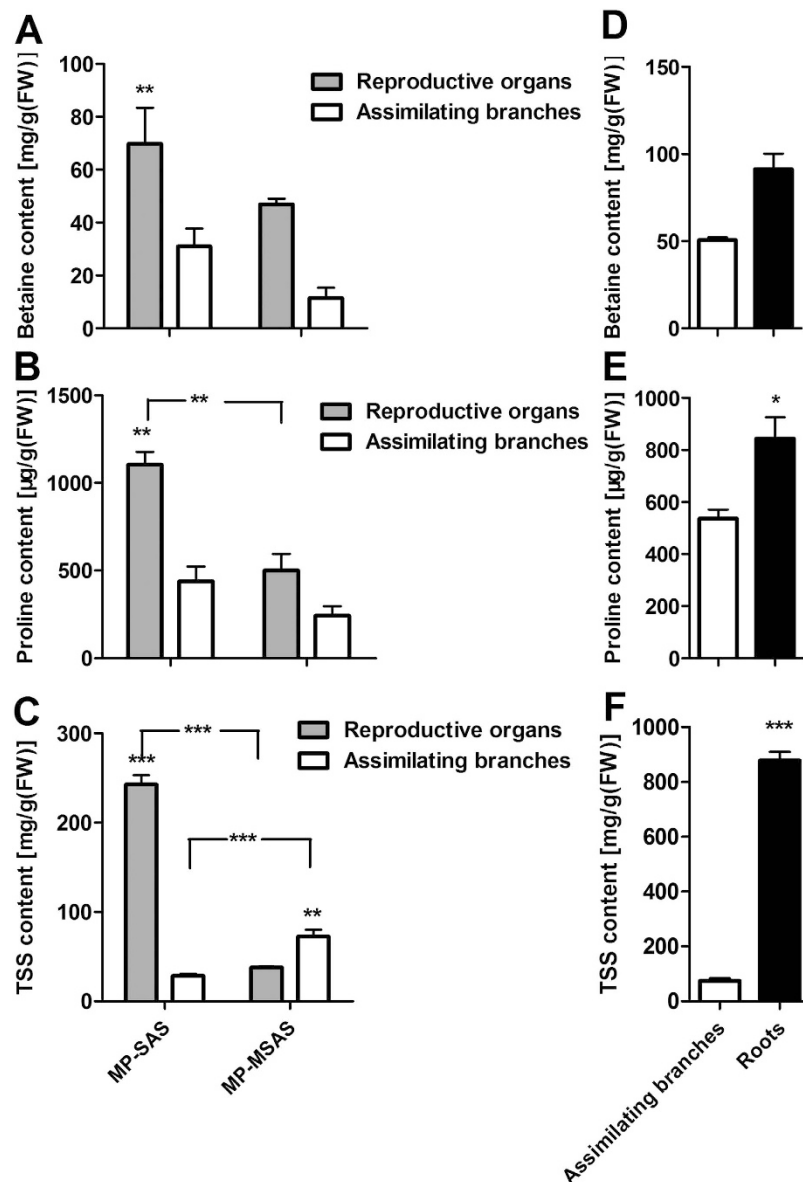 A
Betaine content [mg/g(FW)]
100
80
60
40
20
0
**
Reproductive organs
Assimilating branches
D
Betaine content [mg/g(FW)]
150
100
50
0
B
Proline content [µg/g(FW)]
1500
1000
500
0
**
**
Reproductive organs
Assimilating branches
E
Proline content [µg/g(FW)]
1000
800
600
400
200
0
*
C
TSS content [mg/g(FW)]
300
200
100
0
***
***
***
**
Reproductive organs
Assimilating branches
MP-SAS
MP-MSAS
F
TSS content [mg/g(FW)]
1000
800
600
400
200
0
***
Assimilating branches
Roots